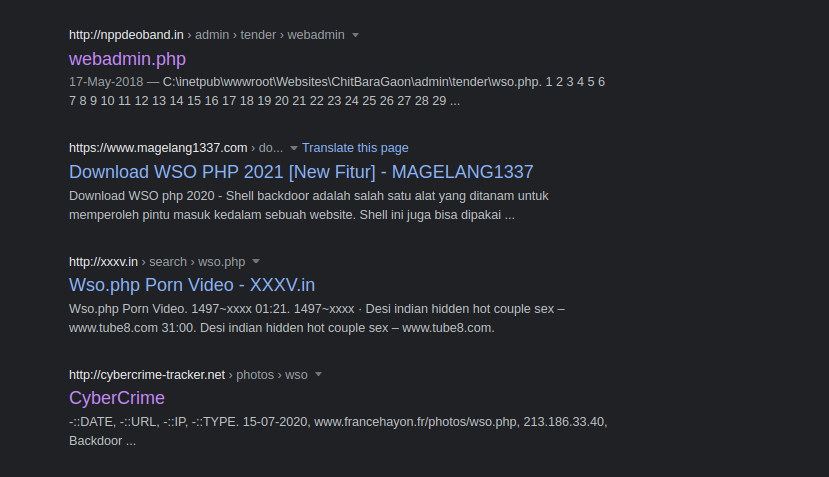 http://nppdeoband.in › admin › tender › webadmin
webadmin.php
17-May-2018 — C:\inetpub\wwwroot\Websites\ChitBaraGaon\admin\tender\wso.php. 1 2 3 4 5 6
7 8 9 10 11 12 13 14 15 16 17 18 19 20 21 22 23 24 25 26 27 28 29 ...
https://www.magelang1337.com › do... Translate this page
Download WSO PHP 2021 [New Fitur] - MAGELANG1337
Download WSO php 2020 - Shell backdoor adalah salah satu alat yang ditanam untuk
memperoleh pintu masuk kedalam sebuah website. Shell ini juga bisa dipakai ...
http://xxxv.in › search › wso.php
Wso.php Porn Video - XXXV.in
Wso.php Porn Video. 1497~xxxx 01:21. 1497~xxxx · Desi indian hidden hot couple sex –
www.tube8.com 31:00. Desi indian hidden hot couple sex – www.tube8.com.
http://cybercrime-tracker.net › photos › wso
CyberCrime
-::DATE, -::URL, -::IP, -::TYPE. 15-07-2020, www.francehayon.fr/photos/wso.php, 213.186.33.40,
Backdoor ...